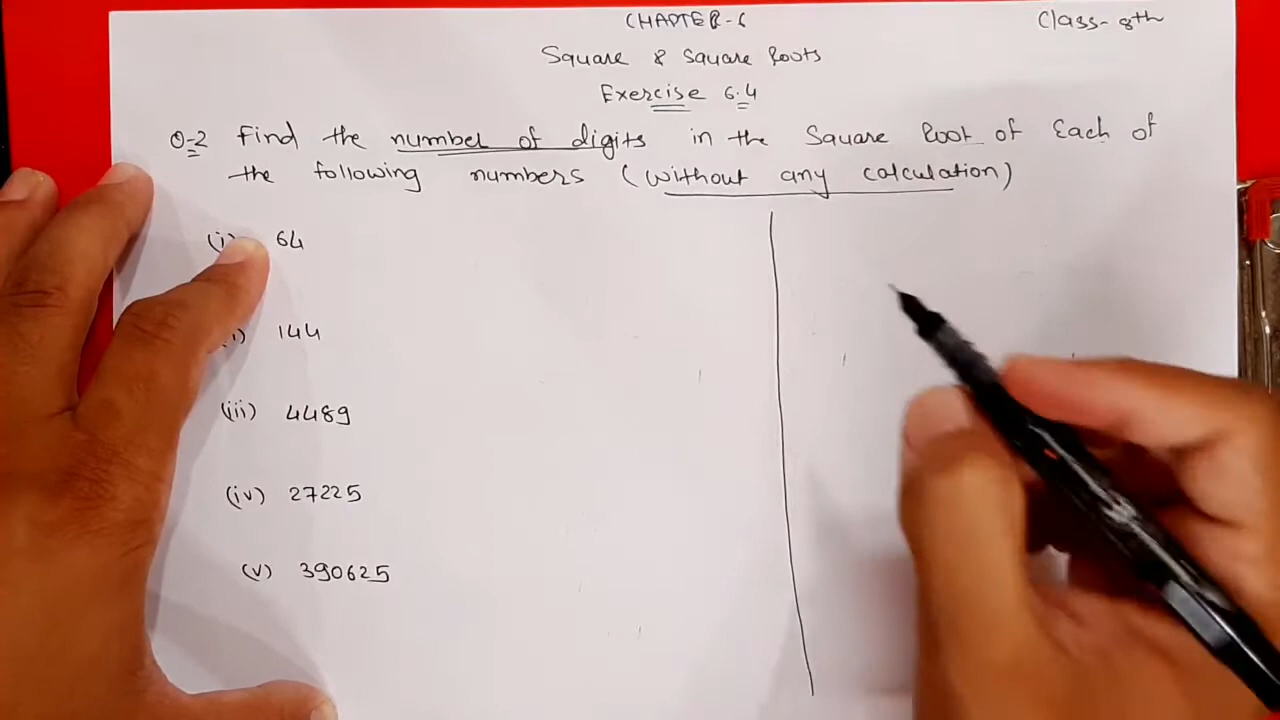 CHAPTER-6
Class-8th
Square & Square Roots
Exercise 6.4
Q-2 Find the number of digits in the Square Root of Each of
the following numbers (without any calculation)
(i) 64
144
(iii) 4489
(iv) 27225
(v) 390625